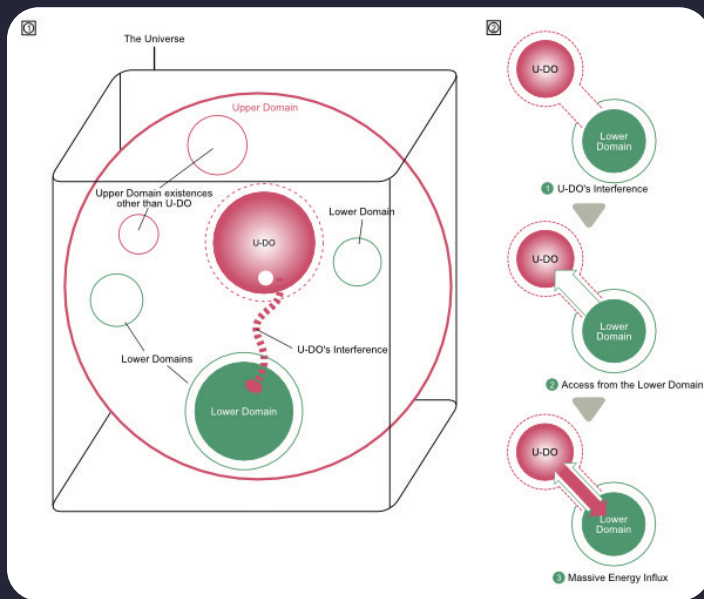 1
The Universe
Upper Domain
Upper Domain existences
other than U-DO
Lower Domain
U-DO
U-DO's Interference
Lower Domains
Lower Domain
2
U-DO
Lower
Domain
1 U-DO's Interference
U-DO
Lower
Domain
2 Access from the Lower Domain
U-DO
Lower
Domain
3 Massive Energy Influx